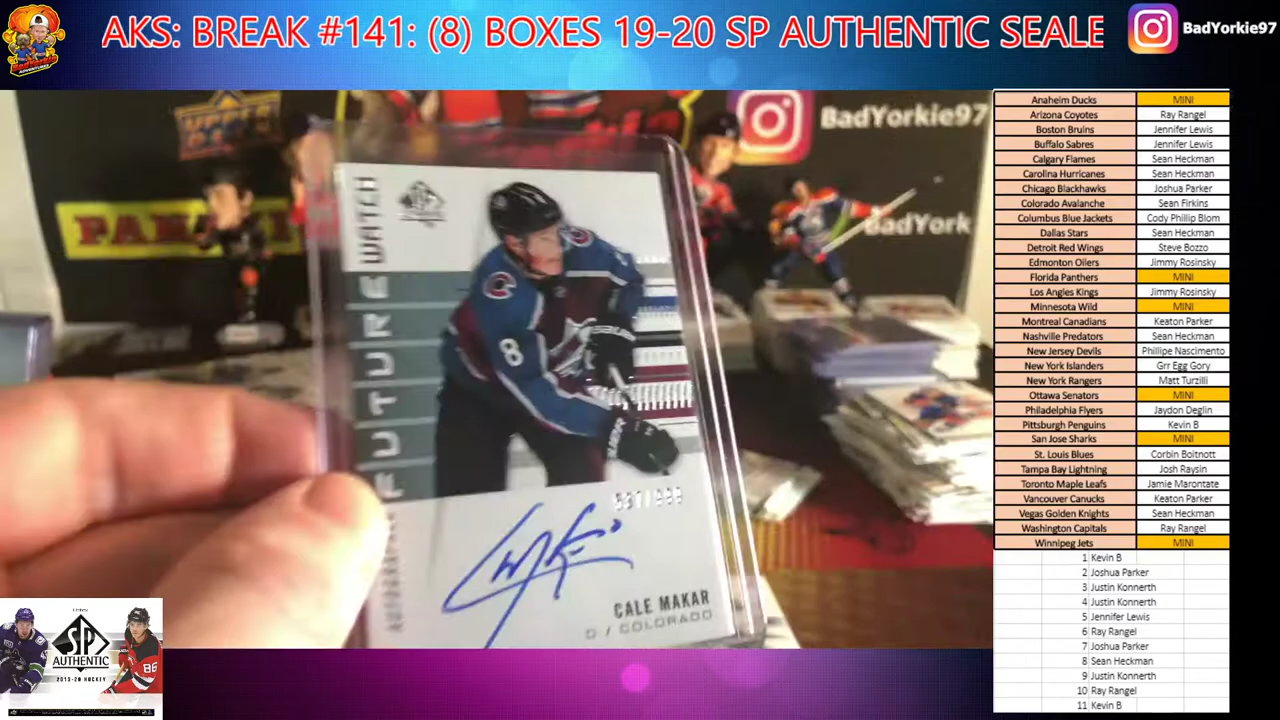 AKS: BREAK #141: (8) BOXES 19-20 SP AUTHENTIC SEALE
BadYorkie97
BadYorkie97
BadYork
UPPER
PANINI
FUTURE WATCH
8
CALE MAKAR
D / COLORADO
SP
AUTHENTIC
2019-20 HOCKEY
86
Anaheim Ducks MINI
Arizona Coyotes Ray Rangel
Boston Bruins Jennifer Lewis
Buffalo Sabres Jennifer Lewis
Calgary Flames Sean Heckman
Carolina Hurricanes Sean Heckman
Chicago Blackhawks Joshua Parker
Colorado Avalanche Sean Firkins
Columbus Blue Jackets Cody Phillip Blom
Dallas Stars Sean Heckman
Detroit Red Wings Steve Bozzo
Edmonton Oilers Jimmy Rosinsky
Florida Panthers MINI
Los Angles Kings Jimmy Rosinsky
Minnesota Wild MINI
Montreal Canadians Keaton Parker
Nashville Predators Sean Heckman
New Jersey Devils Phillipe Nascimento
New York Islanders Grr Egg Gory
New York Rangers Matt Turzilli
Ottawa Senators MINI
Philadelphia Flyers Jaydon Deglin
Pittsburgh Penguins Kevin B
San Jose Sharks MINI
St. Louis Blues Corbin Boitnott
Tampa Bay Lightning Josh Raysin
Toronto Maple Leafs Jamie Marontate
Vancouver Canucks Keaton Parker
Vegas Golden Knights Sean Heckman
Washington Capitals Ray Rangel
Winnipeg Jets MINI
1 Kevin B
2 Joshua Parker
3 Justin Konnerth
4 Justin Konnerth
5 Jennifer Lewis
6 Ray Rangel
7 Joshua Parker
8 Sean Heckman
9 Justin Konnerth
10 Ray Rangel
11 Kevin B